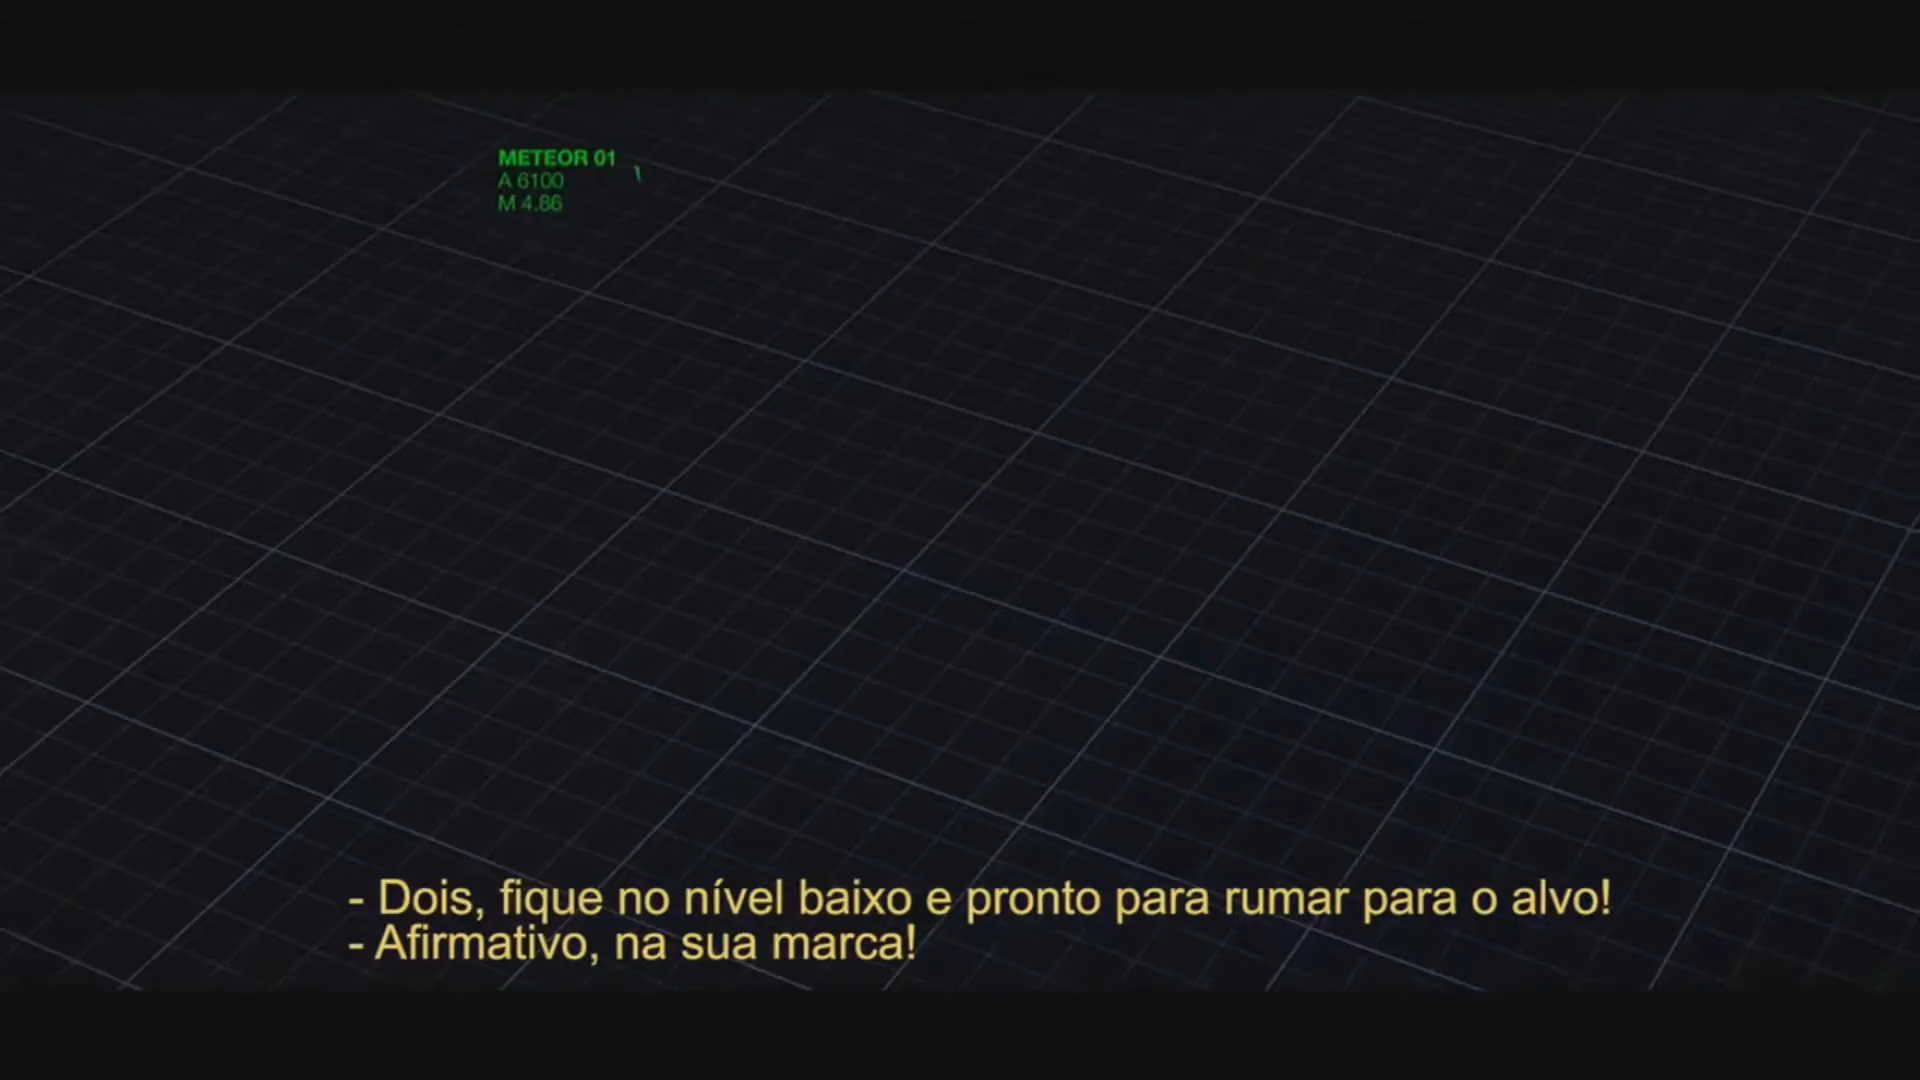 METEOR 01
A 6100
M 4.86
- Dois, fique no nível baixo e pronto para rumar para o alvo!
- Afirmativo, na sua marca!